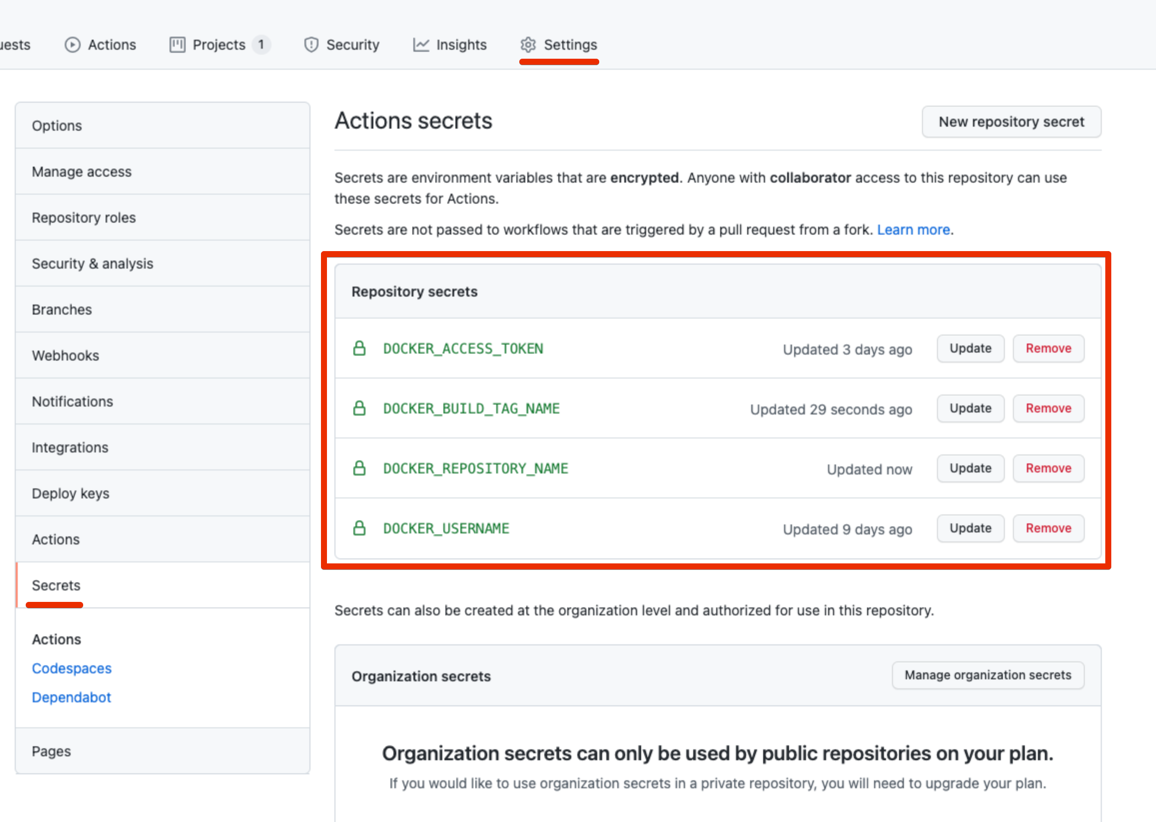 uests Actions Projects 1 Security Insights Settings
Options
Manage access
Repository roles
Security & analysis
Branches
Webhooks
Notifications
Integrations
Deploy keys
Actions
Secrets
Actions
Codespaces
Dependabot
Pages
Actions secrets
New repository secret
Secrets are environment variables that are encrypted. Anyone with collaborator access to this repository can use
these secrets for Actions.
Secrets are not passed to workflows that are triggered by a pull request from a fork. Learn more.
Repository secrets
DOCKER_ACCESS_TOKEN Updated 3 days ago Update Remove
DOCKER_BUILD_TAG_NAME Updated 29 seconds ago Update Remove
DOCKER_REPOSITORY_NAME Updated now Update Remove
DOCKER_USERNAME Updated 9 days ago Update Remove
Secrets can also be created at the organization level and authorized for use in this repository.
Organization secrets Manage organization secrets
Organization secrets can only be used by public repositories on your plan.
If you would like to use organization secrets in a private repository, you will need to upgrade your plan.